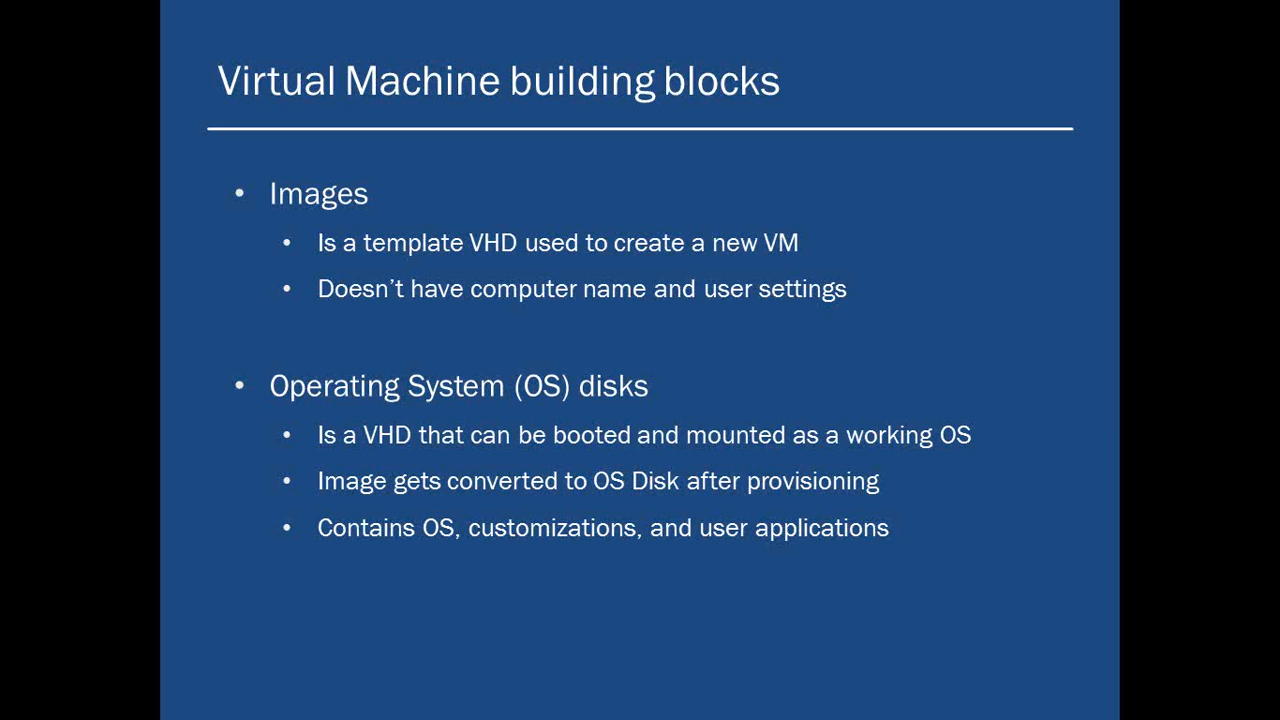 Virtual Machine building blocks
• Images
• Is a template VHD used to create a new VM
• Doesn’t have computer name and user settings
• Operating System (OS) disks
• Is a VHD that can be booted and mounted as a working OS
• Image gets converted to OS Disk after provisioning
• Contains OS, customizations, and user applications